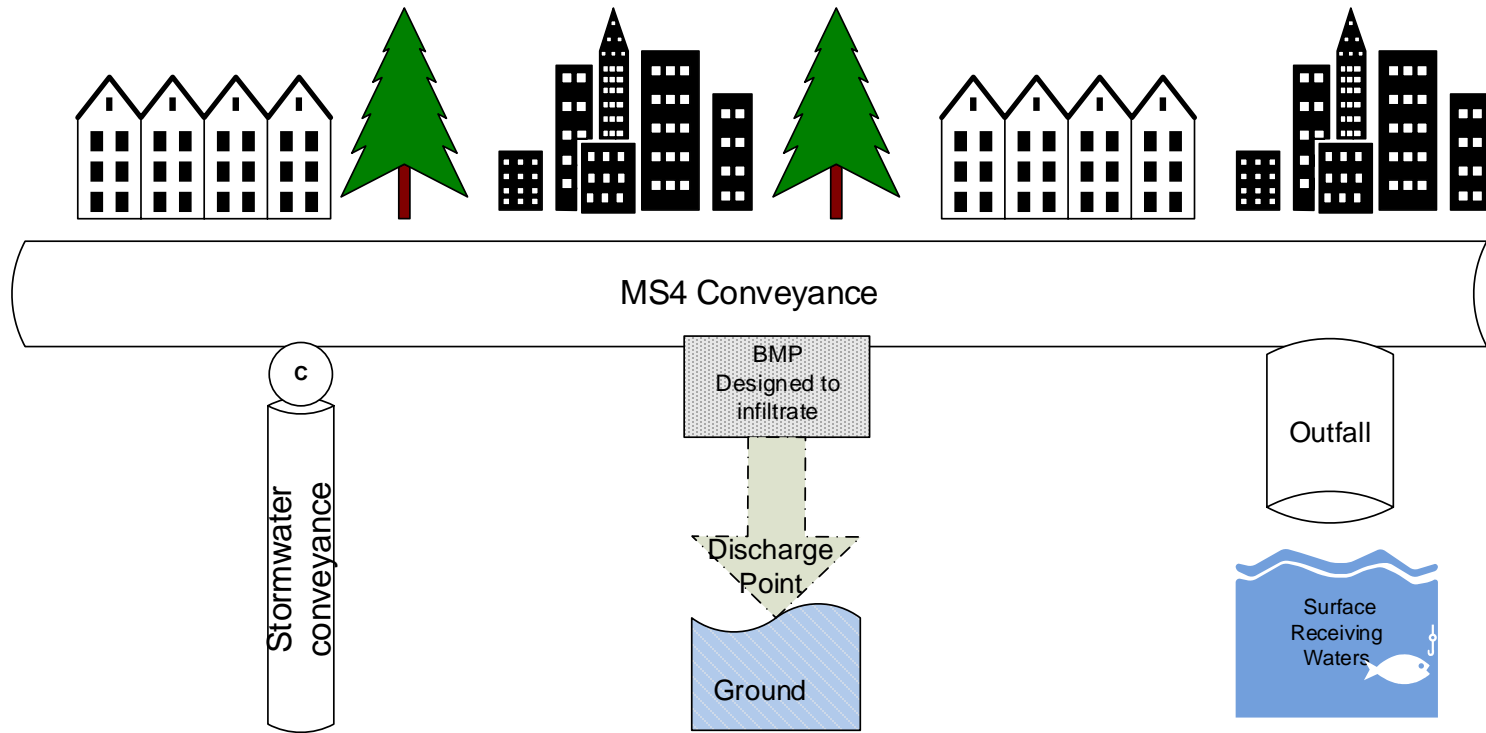 MS4 Conveyance
C
Stormwater
conveyance
BMP
Designed to
infiltrate
Discharge
Point
Ground
Outfall
Surface
Receiving
Waters